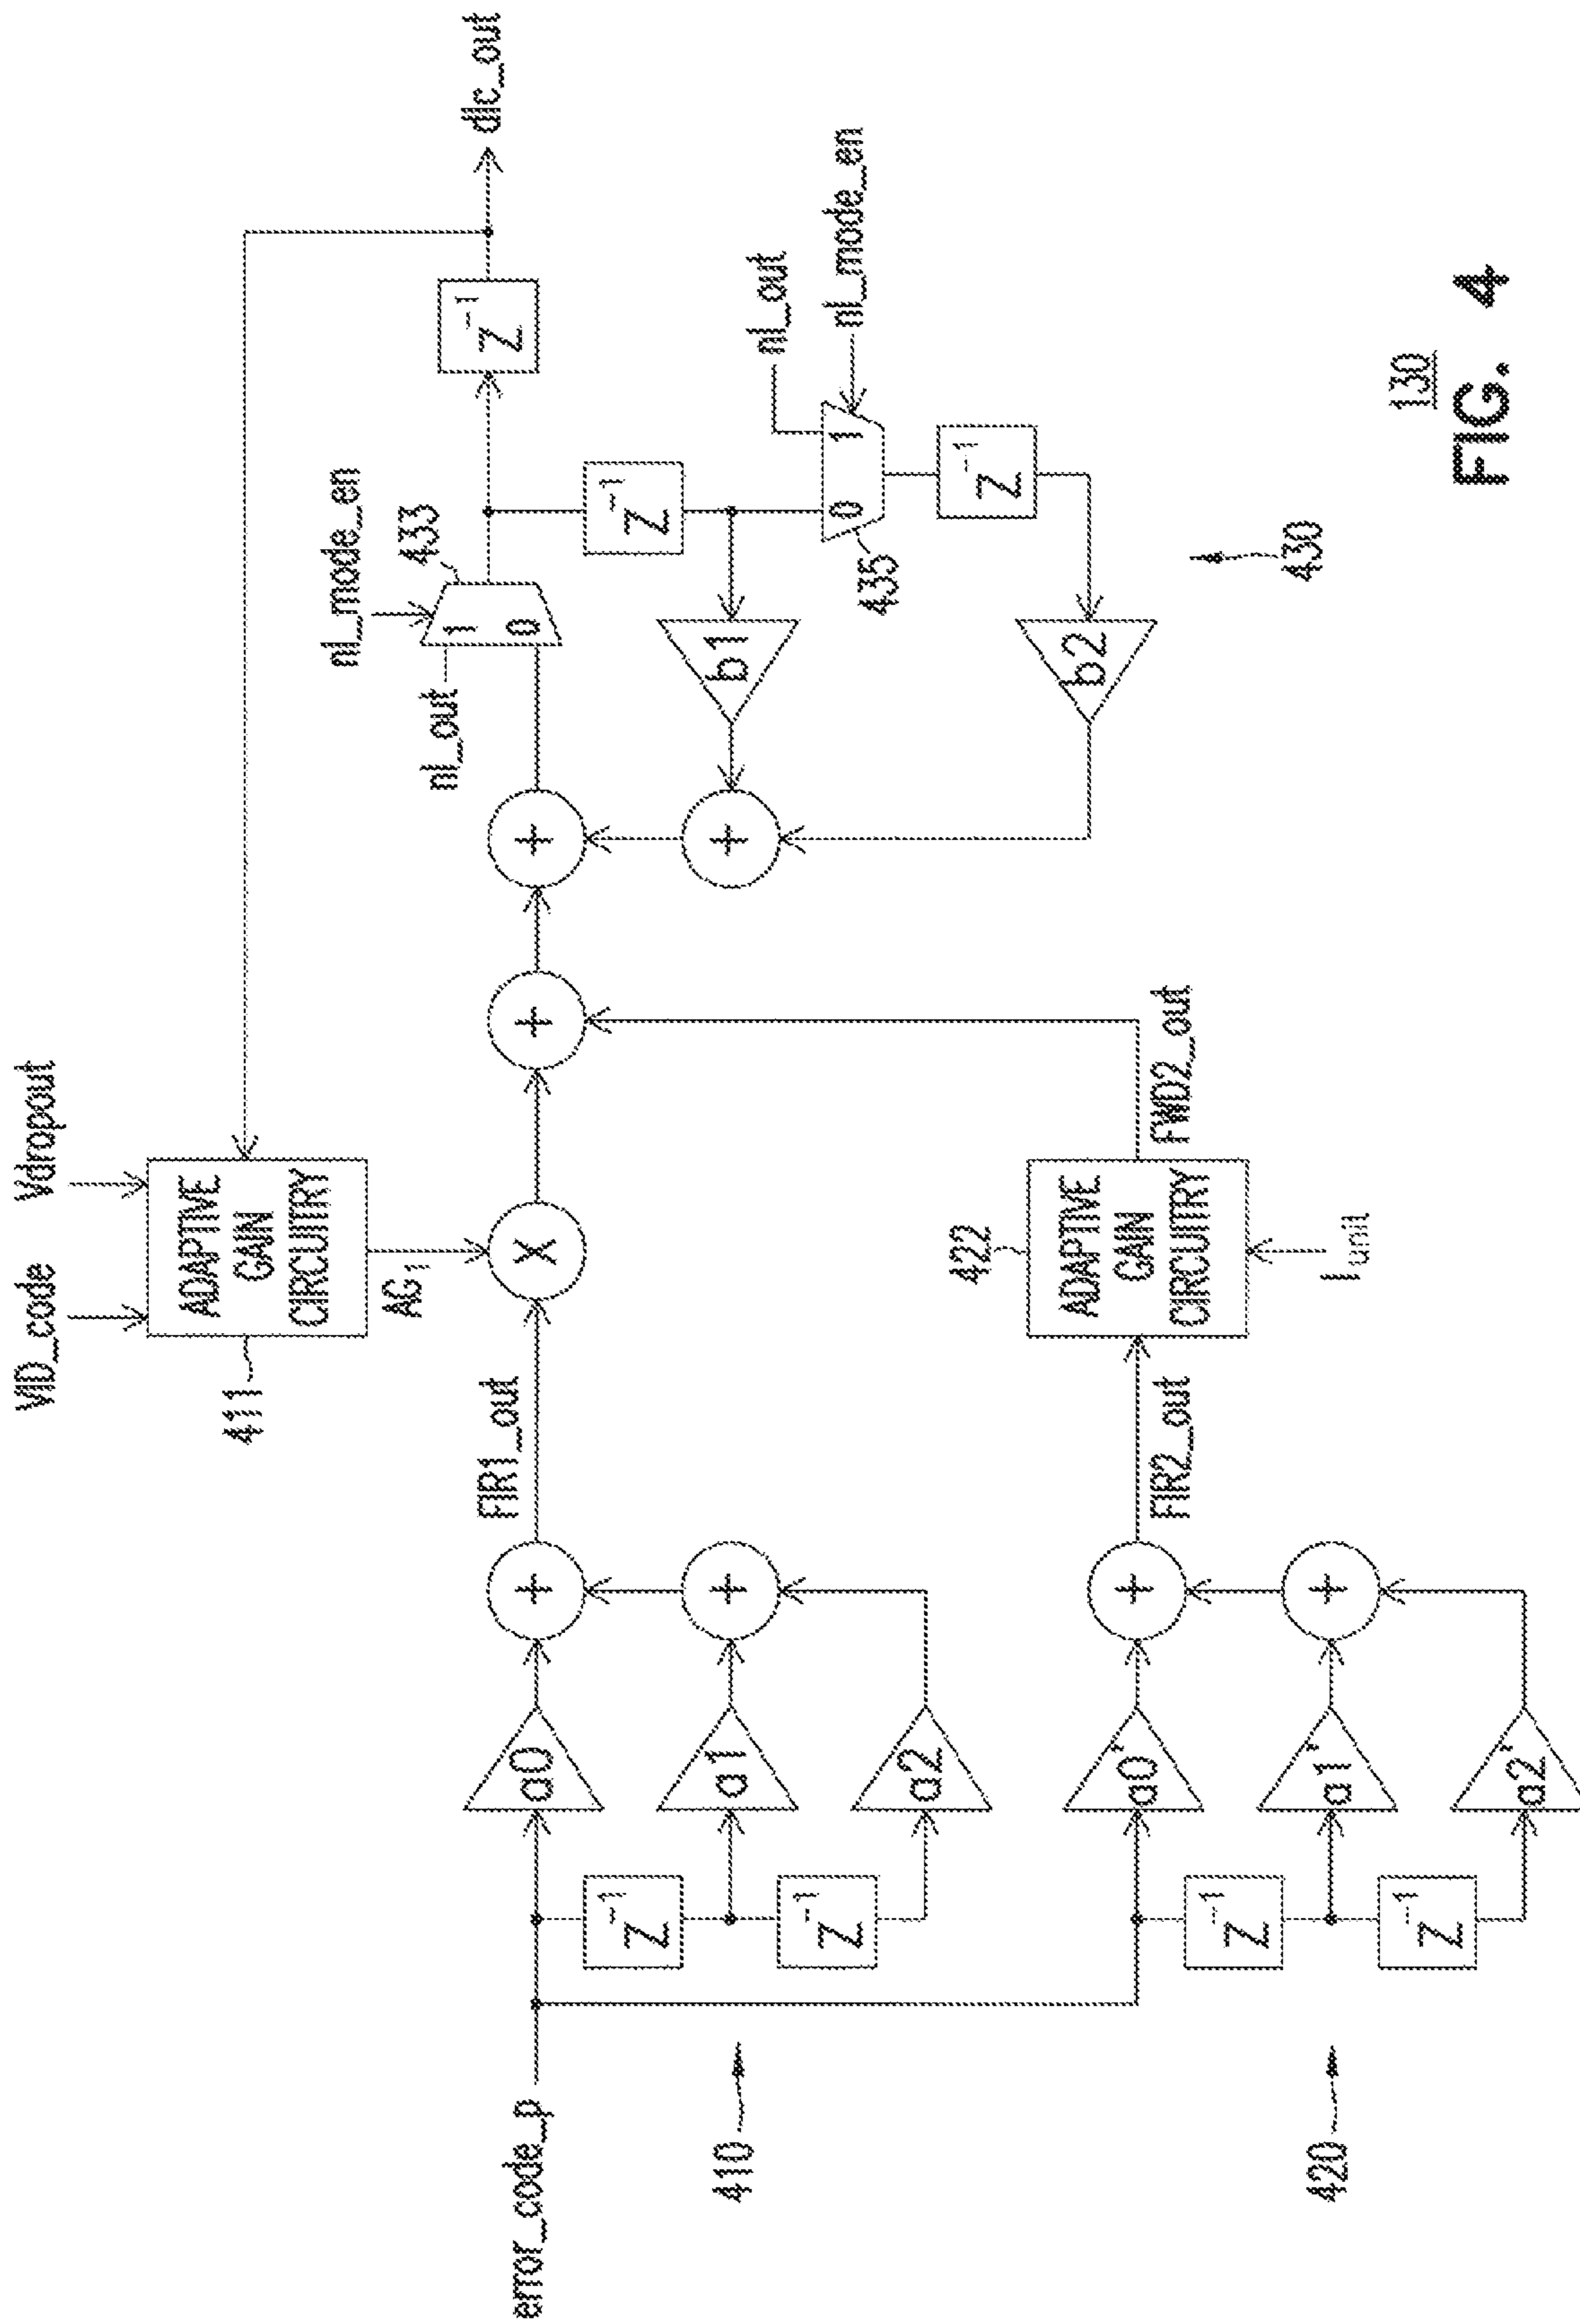 VID_code
Vdropout
ADAPTIVE
GAIN
CIRCUITRY
411
AG1
dlc_out
nl_mode_en
433
nl_out
1
0
Z-1
error_code_p
a0
+
FIR1_out
X
+
+
Z-1
a1
+
Z-1
a2
410
+
b1
Z-1
0
1
435
nl_out
nl_mode_en
Z-1
b2
430
a0'
+
FIR2_out
422
ADAPTIVE
GAIN
CIRCUITRY
FWD2_out
Iunit
Z-1
a1'
+
Z-1
a2'
420
130
FIG. 4